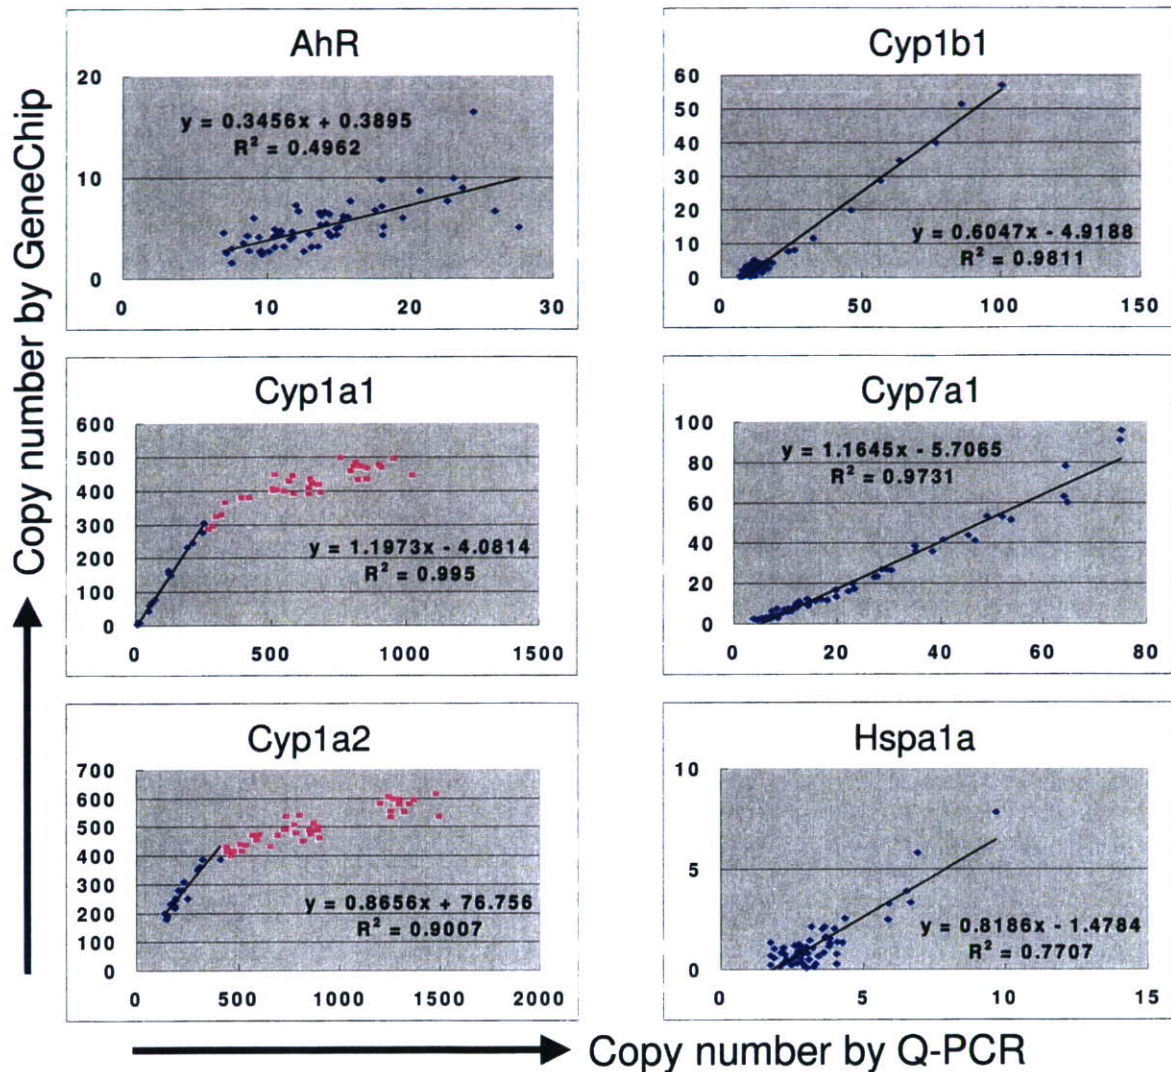 Copy number by GeneChip
AhR
20
10
0
0 10 20 30
y = 0.3456x + 0.3895
R² = 0.4962
Cyp1b1
60
50
40
30
20
10
0
0 50 100 150
y = 0.6047x - 4.9188
R² = 0.9811
Cyp1a1
600
500
400
300
200
100
0
0 500 1000 1500
y = 1.1973x - 4.0814
R² = 0.995
Cyp7a1
100
80
60
40
20
0
0 20 40 60 80
y = 1.1645x - 5.7065
R² = 0.9731
Cyp1a2
700
600
500
400
300
200
100
0
0 500 1000 1500 2000
y = 0.8656x + 76.756
R² = 0.9007
Hspa1a
10
5
0
0 5 10 15
y = 0.8186x - 1.4784
R² = 0.7707
Copy number by Q-PCR